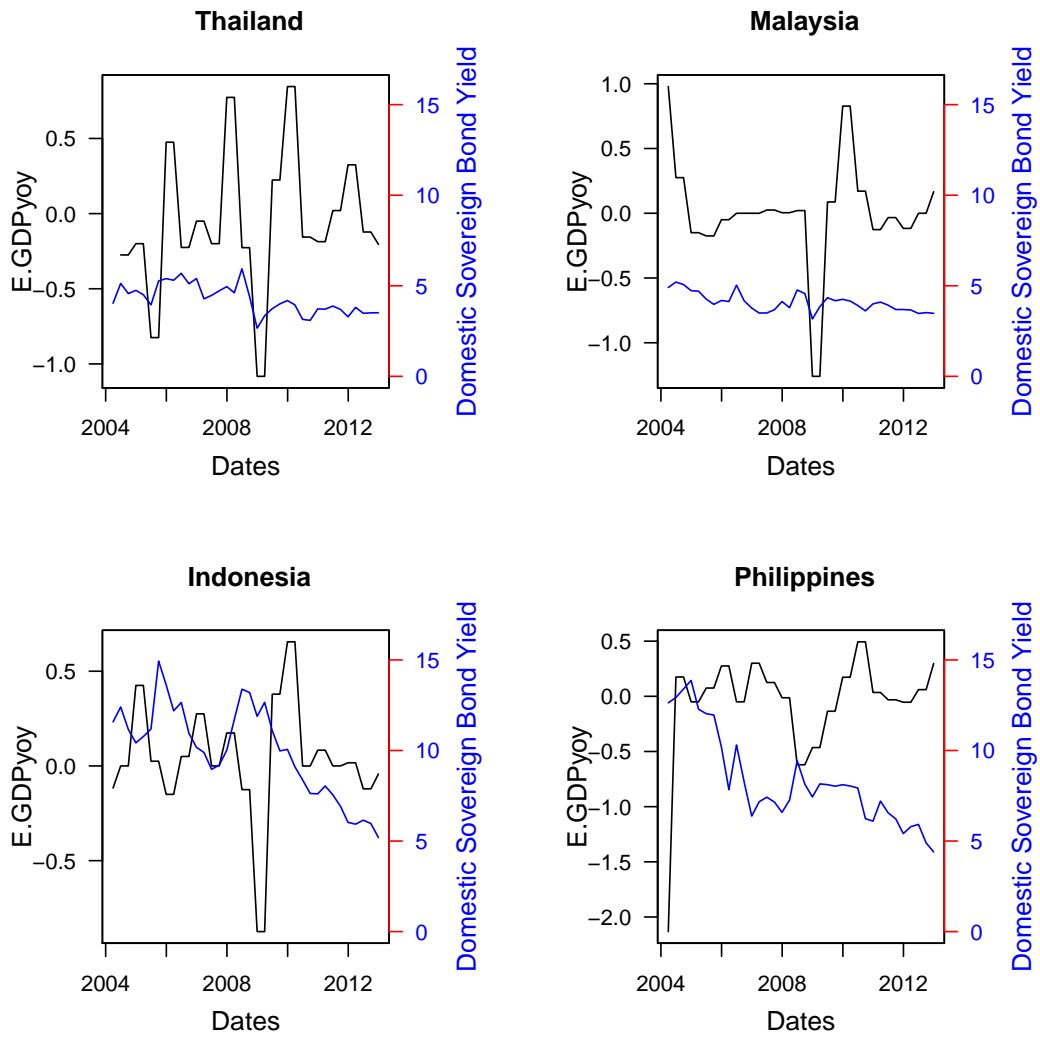 Thailand
E.GDPyoy
0.5
0.0
−0.5
−1.0
15
10
5
0
Domestic Sovereign Bond Yield
2004
2008
2012
Dates
Malaysia
E.GDPyoy
1.0
0.5
0.0
−0.5
−1.0
15
10
5
0
Domestic Sovereign Bond Yield
2004
2008
2012
Dates
Indonesia
E.GDPyoy
0.5
0.0
−0.5
15
10
5
0
Domestic Sovereign Bond Yield
2004
2008
2012
Dates
Philippines
E.GDPyoy
0.5
0.0
−0.5
−1.0
−1.5
−2.0
15
10
5
0
Domestic Sovereign Bond Yield
2004
2008
2012
Dates